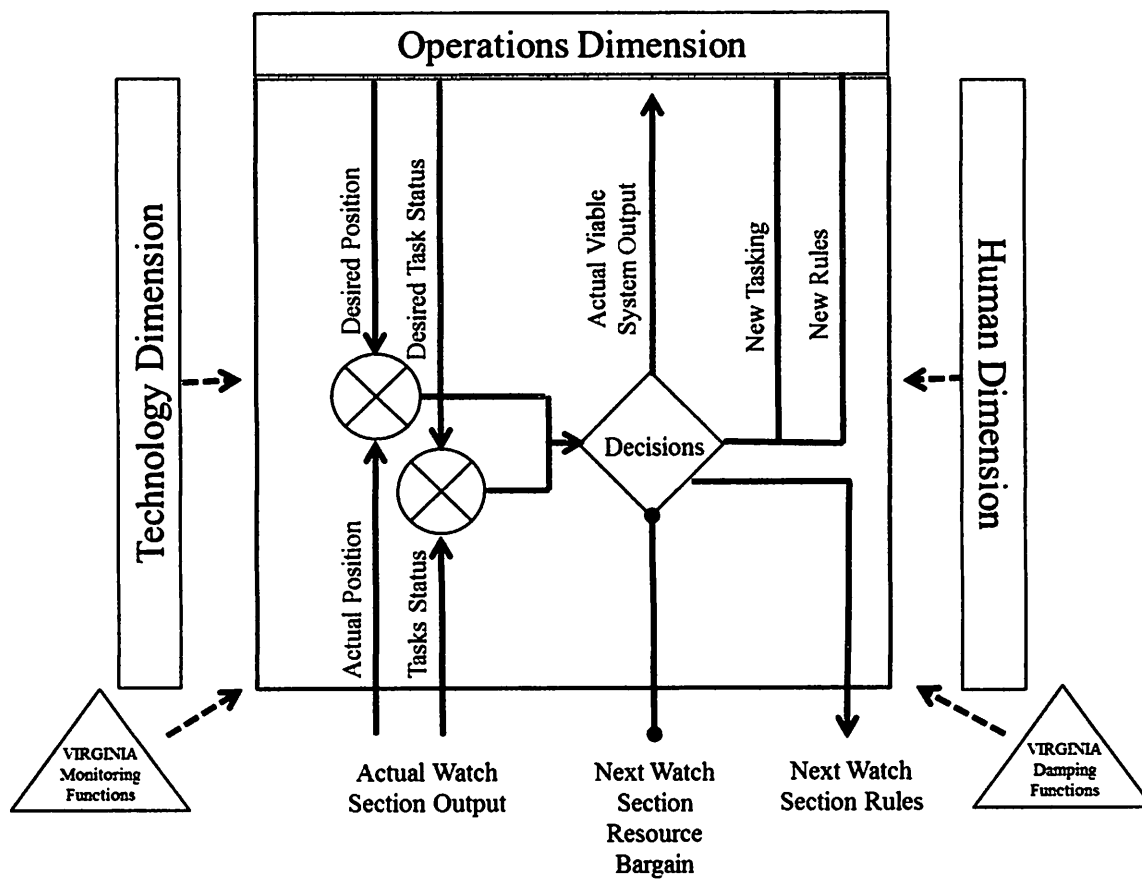 Operations Dimension
Technology Dimension
Human Dimension
Desired Position
Desired Task Status
Actual Viable
System Output
New Tasking
New Rules
Decisions
Actual Position
Tasks Status
VIRGINIA
Monitoring
Functions
Actual Watch
Section Output
Next Watch
Section
Resource
Bargain
Next Watch
Section Rules
VIRGINIA
Damping
Functions